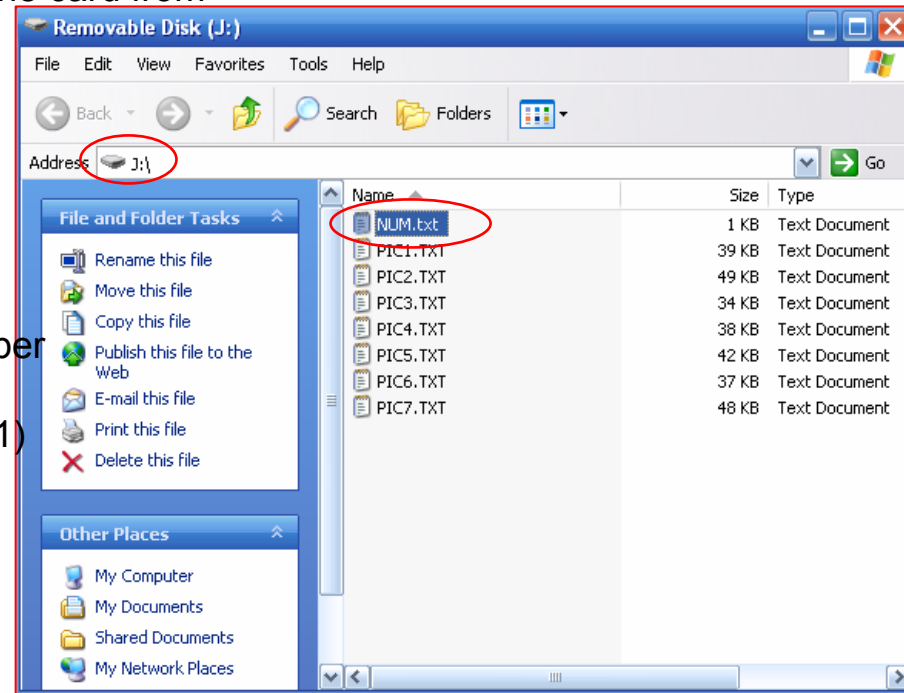 the card from
Removable Disk (J:)
File Edit View Favorites Tools Help
Back Search Folders
Address J:\ Go
Name Size Type
File and Folder Tasks
Rename this file
Move this file
Copy this file
Publish this file to the
Web
E-mail this file
Print this file
Delete this file
Other Places
My Computer
My Documents
Shared Documents
My Network Places
NUM.txt 1 KB Text Document
PIC1.TXT 39 KB Text Document
PIC2.TXT 49 KB Text Document
PIC3.TXT 34 KB Text Document
PIC4.TXT 38 KB Text Document
PIC5.TXT 42 KB Text Document
PIC6.TXT 37 KB Text Document
PIC7.TXT 48 KB Text Document
1)